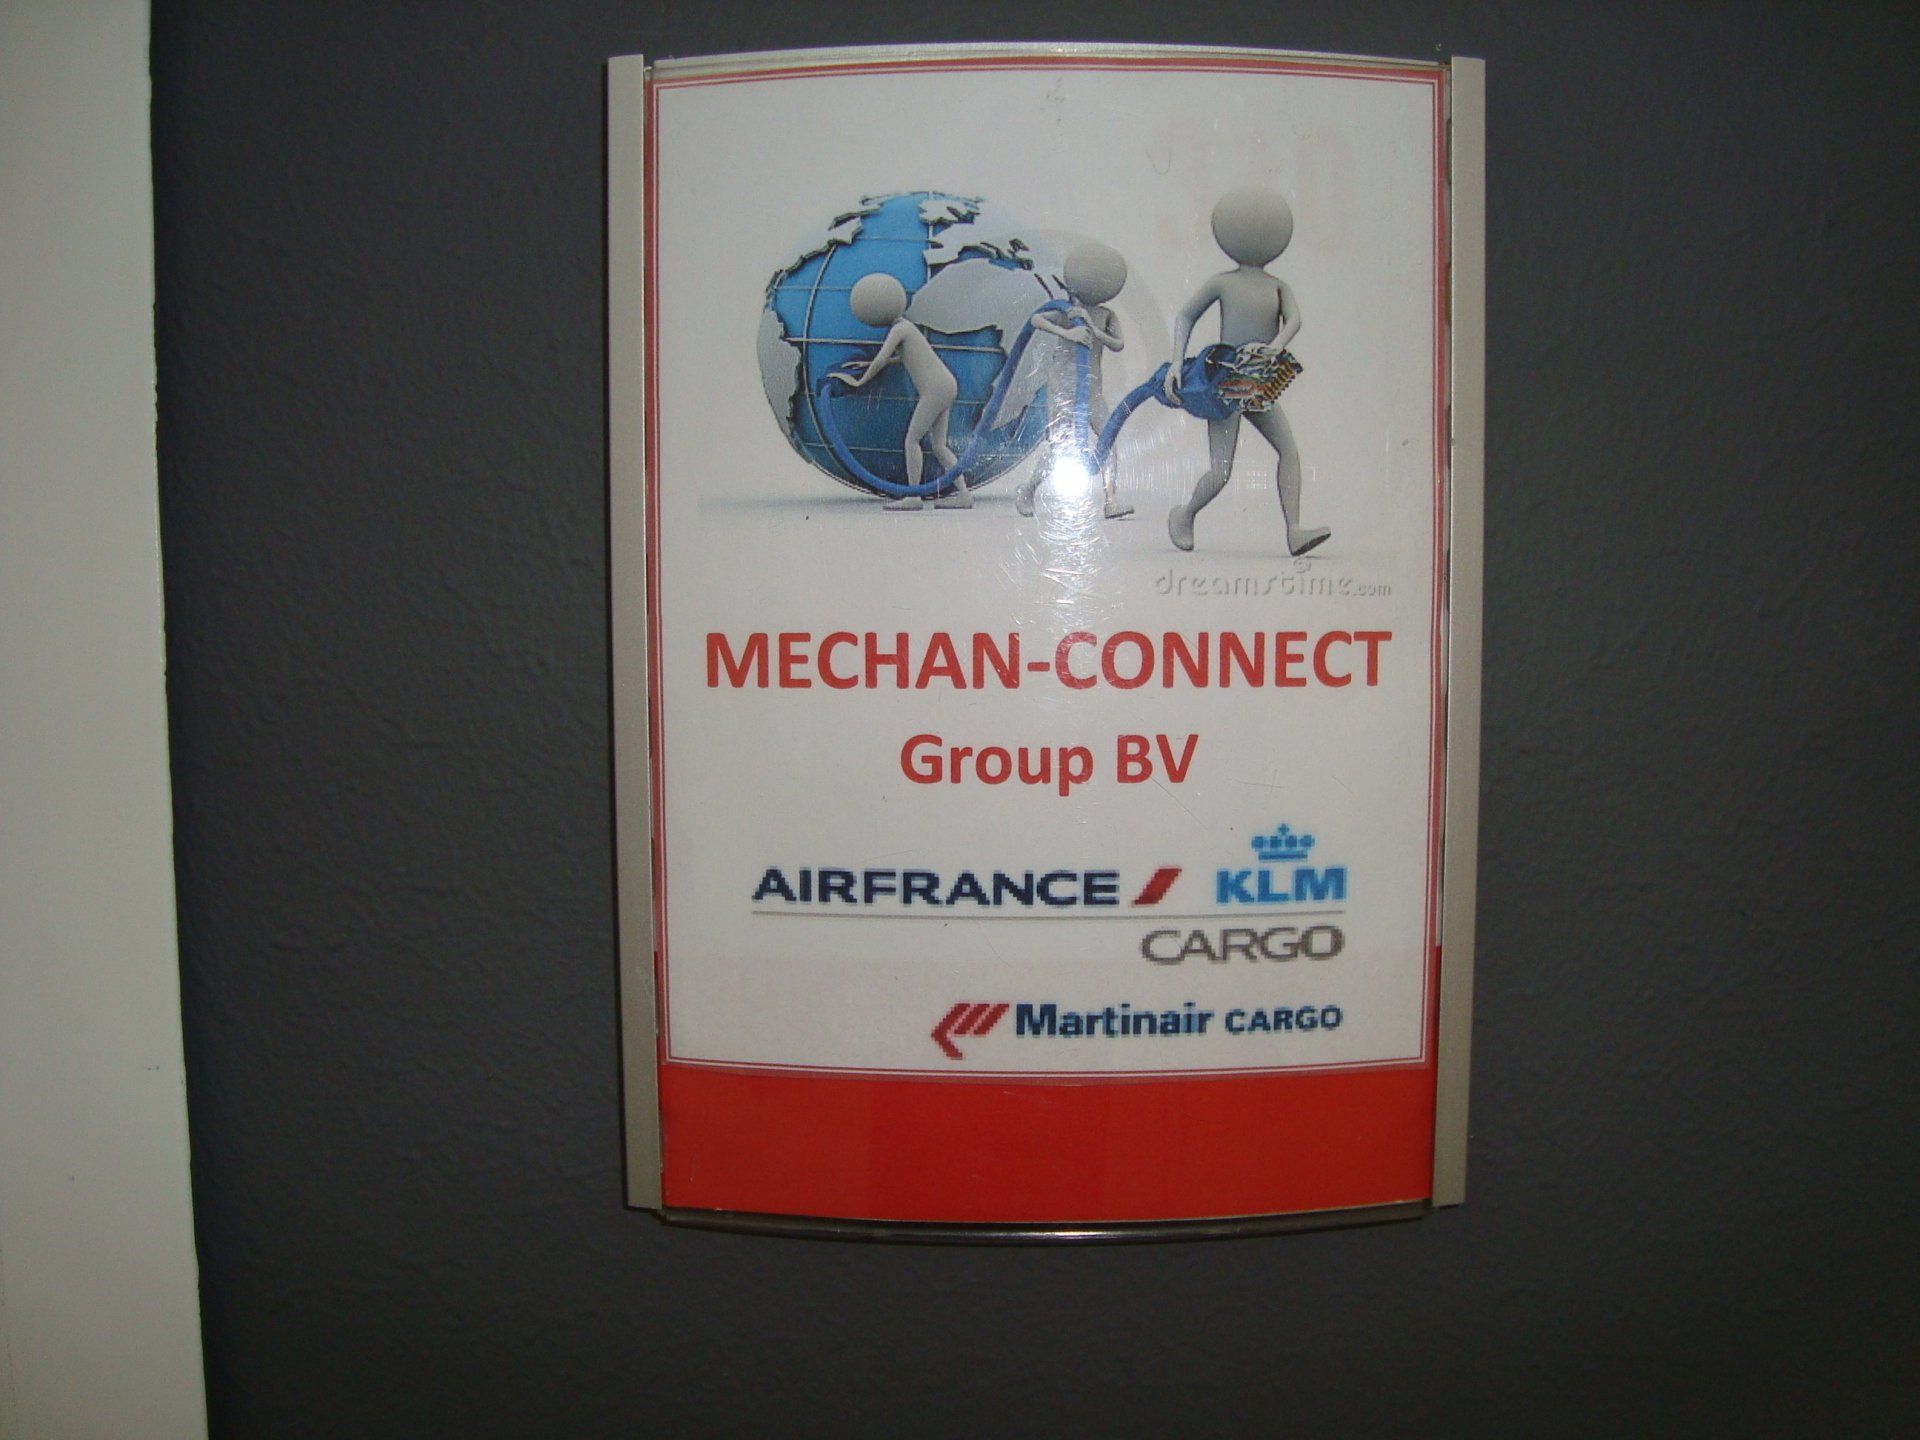 dreamstime.com
MECHAN-CONNECT
Group BV
AIRFRANCE KLM
CARGO
Martinair CARGO